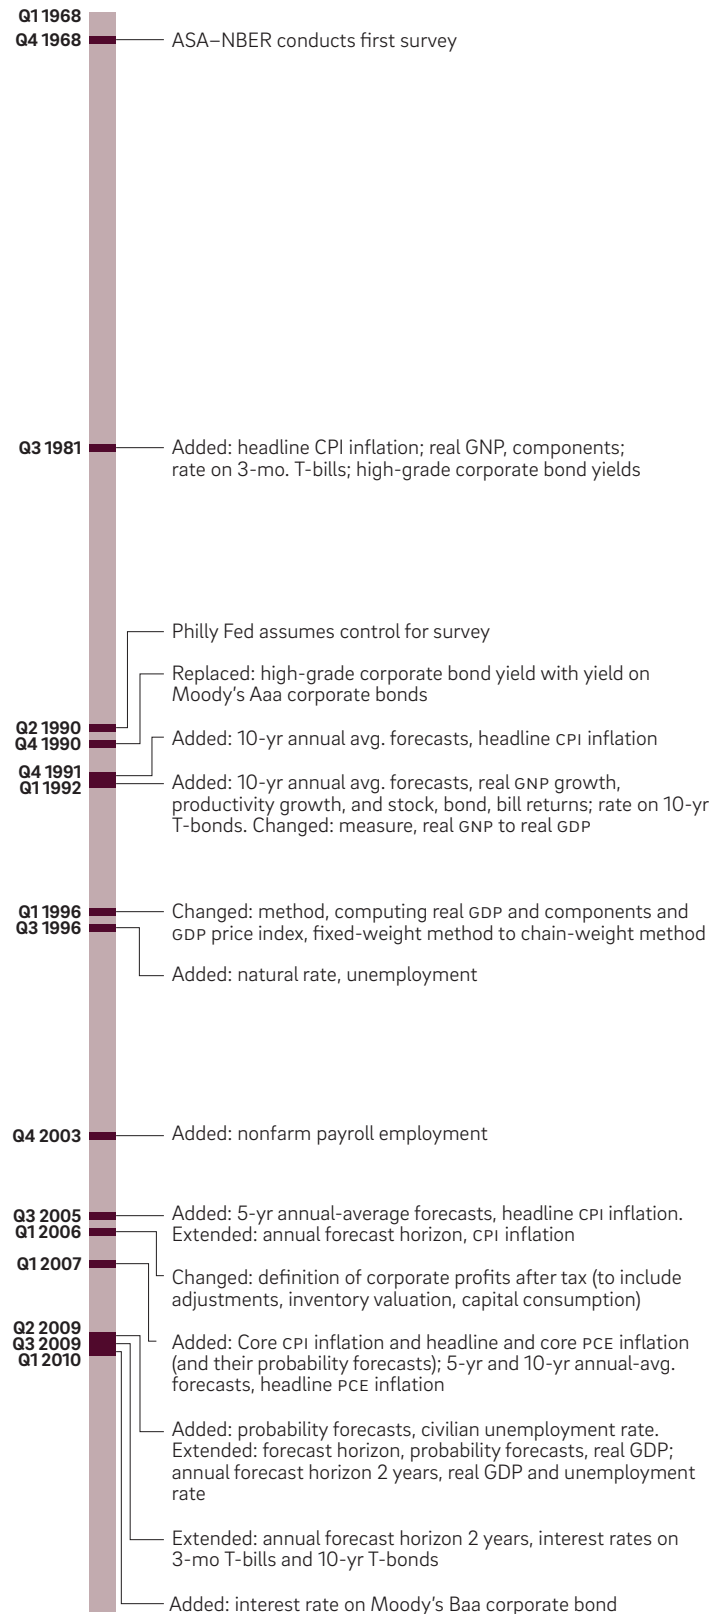 Q1 1968
Q4 1968
ASA–NBER conducts first survey
Q3 1981
Added: headline CPI inflation; real GNP, components;
rate on 3-mo. T-bills; high-grade corporate bond yields
Philly Fed assumes control for survey
Replaced: high-grade corporate bond yield with yield on
Moody’s Aaa corporate bonds
Q2 1990
Q4 1990
Added: 10-yr annual avg. forecasts, headline CPI inflation
Q4 1991
Q1 1992
Added: 10-yr annual avg. forecasts, real GNP growth,
productivity growth, and stock, bond, bill returns; rate on 10-yr
T-bonds. Changed: measure, real GNP to real GDP
Q1 1996
Changed: method, computing real GDP and components and
Q3 1996
GDP price index, fixed-weight method to chain-weight method
Added: natural rate, unemployment
Q4 2003
Added: nonfarm payroll employment
Q3 2005
Added: 5-yr annual-average forecasts, headline CPI inflation.
Q1 2006
Extended: annual forecast horizon, CPI inflation
Q1 2007
Changed: definition of corporate profits after tax (to include
adjustments, inventory valuation, capital consumption)
Q2 2009
Q3 2009
Q1 2010
Added: Core CPI inflation and headline and core PCE inflation
(and their probability forecasts); 5-yr and 10-yr annual-avg.
forecasts, headline PCE inflation
Added: probability forecasts, civilian unemployment rate.
Extended: forecast horizon, probability forecasts, real GDP;
annual forecast horizon 2 years, real GDP and unemployment
rate
Extended: annual forecast horizon 2 years, interest rates on
3-mo T-bills and 10-yr T-bonds
Added: interest rate on Moody’s Baa corporate bond